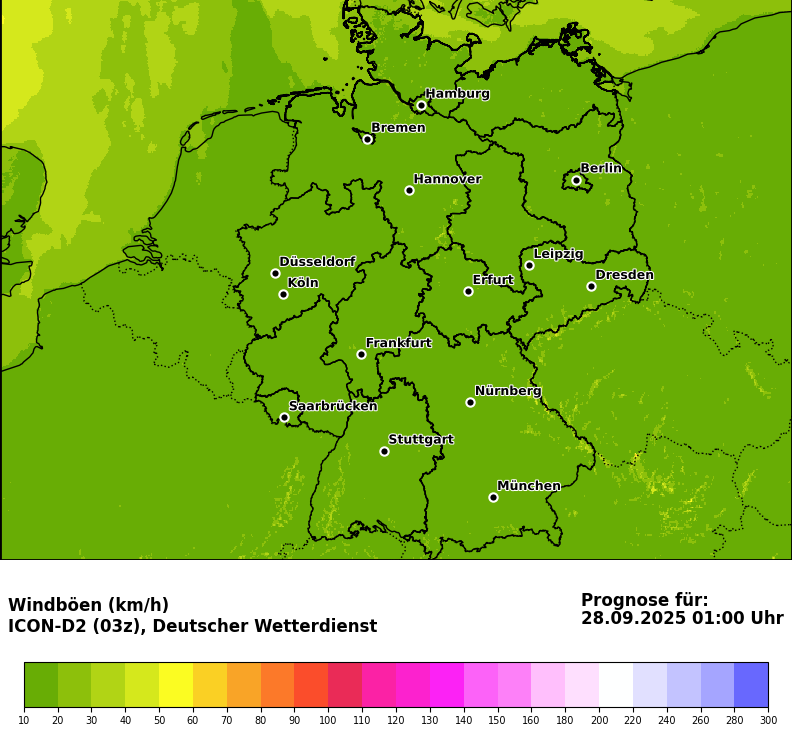 Hamburg
Bremen
Berlin
Hannover
Leipzig
Düsseldorf
Dresden
Köln
Erfurt
Frankfurt
Nürnberg
Saarbrücken
Stuttgart
München
Windböen (km/h)
ICON-D2 (03z), Deutscher Wetterdienst
Prognose für:
28.09.2025 01:00 Uhr
10 20 30 40 50 60 70 80 90 100 110 120 130 140 150 160 180 200 220 240 260 280 300